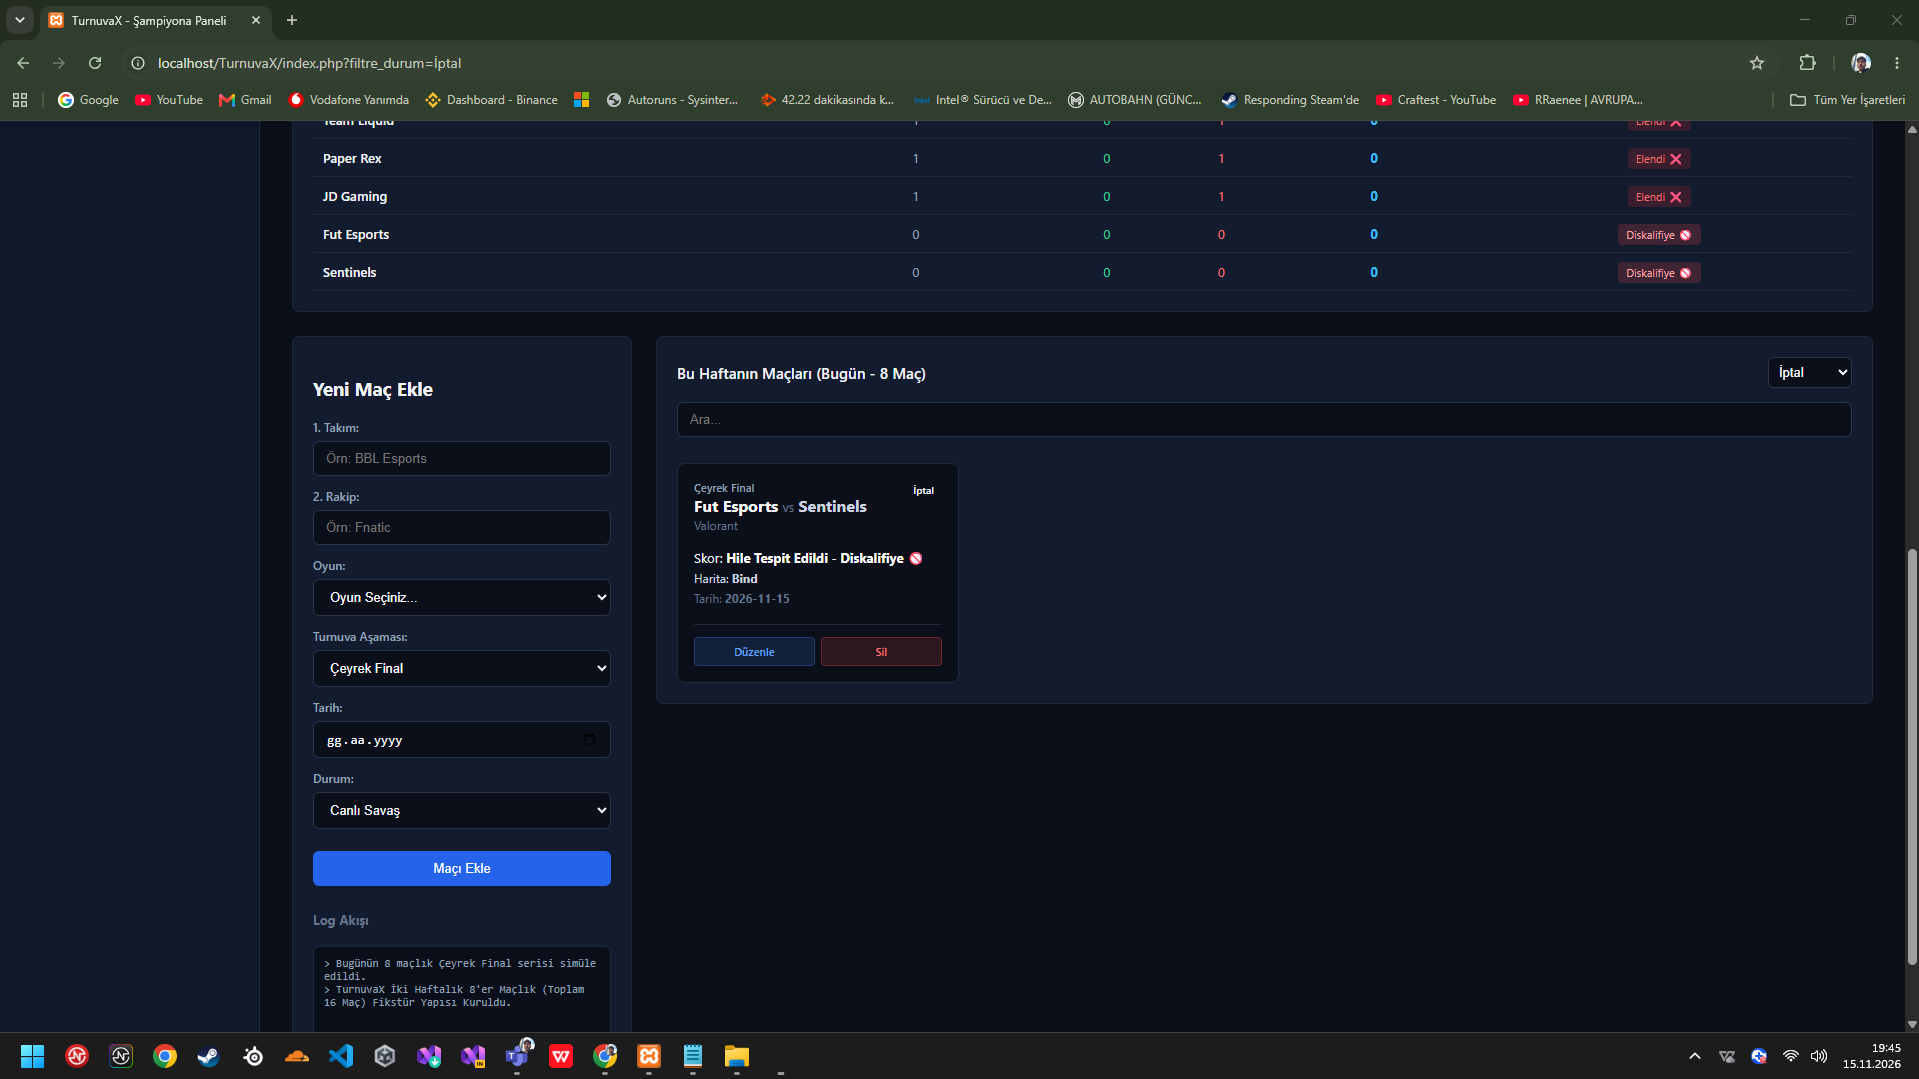 TurnuvaX - Şampiyona Paneli
localhost/TurnuvaX/index.php?filtre_durum=İptal
Google
YouTube
Gmail
Vodafone Yanımda
Dashboard - Binance
Autoruns - Sysinter...
42.22 dakikasında k...
Intel® Sürücü ve De...
AUTOBAHN (GÜNC...
Responding Steam'de
Craftest - YouTube
RRaenee | AVRUPA...
Tüm Yer İşaretleri
Team Liquid 1 0 1 0 Elendi
Paper Rex 1 0 1 0 Elendi
JD Gaming 1 0 1 0 Elendi
Fut Esports 0 0 0 0 Diskalifiye
Sentinels 0 0 0 0 Diskalifiye
Yeni Maç Ekle
1. Takım:
Örn: BBL Esports
2. Rakip:
Örn: Fnatic
Oyun:
Oyun Seçiniz...
Turnuva Aşaması:
Çeyrek Final
Tarih:
gg.aa.yyyy
Durum:
Canlı Savaş
Maçı Ekle
Log Akışı
> Bugünün 8 maçlık Çeyrek Final serisi simüle
edildi.
> TurnuvaX İki Haftalık 8'er Maçlık (Toplam
16 Maç) Fikstür Yapısı Kuruldu.
Bu Haftanın Maçları (Bugün - 8 Maç)
İptal
Ara...
Çeyrek Final
İptal
Fut Esports vs Sentinels
Valorant
Skor: Hile Tespit Edildi - Diskalifiye
Harita: Bind
Tarih: 2026-11-15
Düzenle
Sil
19:45
15.11.2026